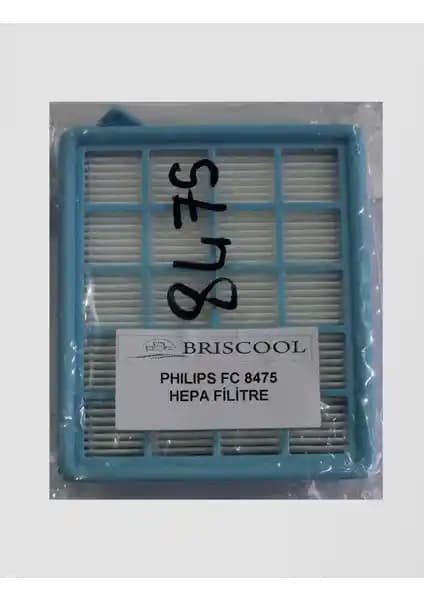 8475
BRISCOOL
PHILIPS FC 8475
HEPA FİLİTRE